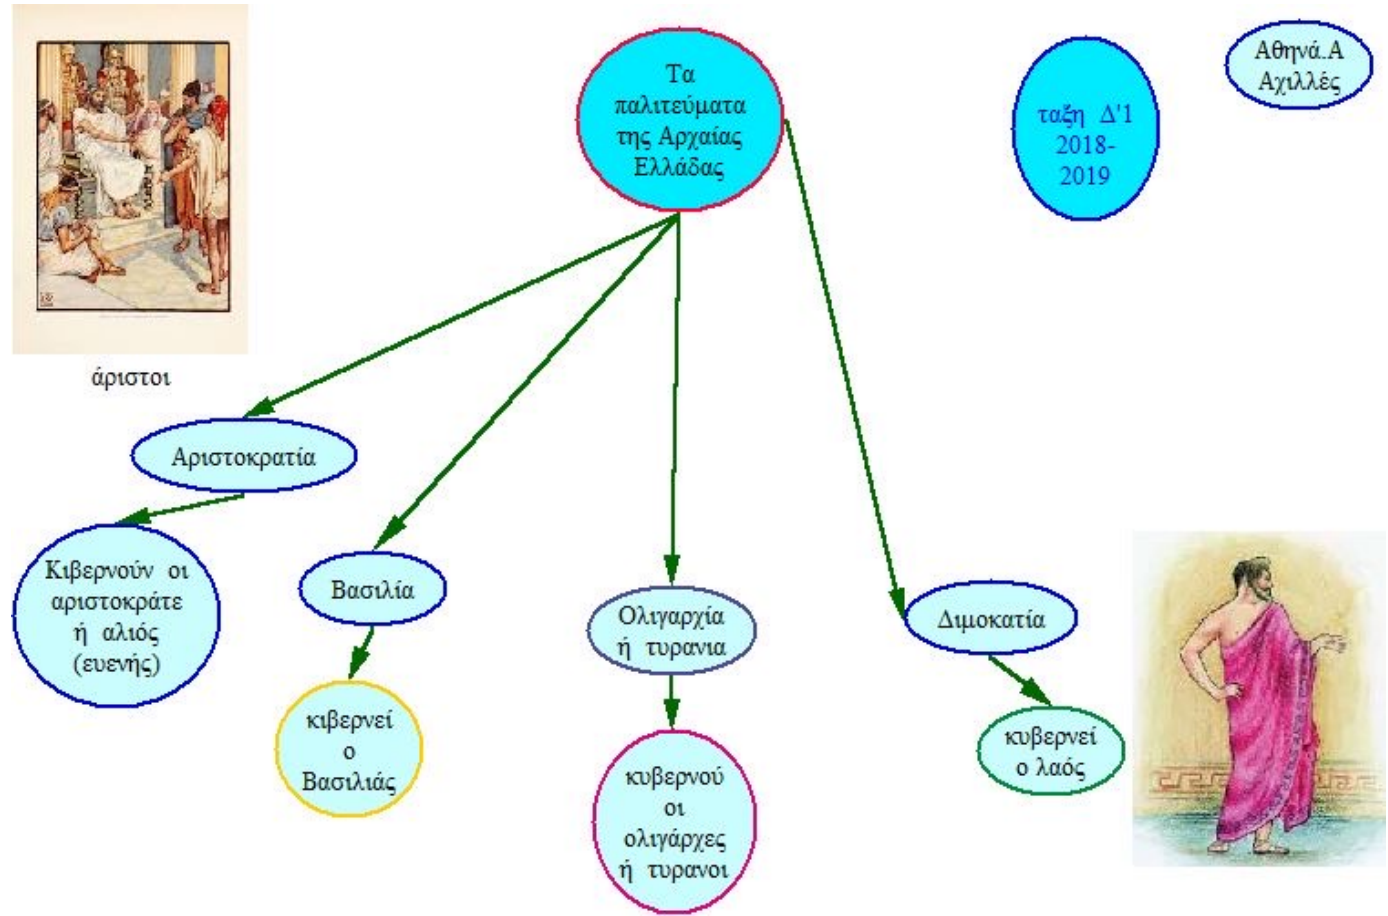 Τα
παλιτεύματα
της Αρχαίας
Ελλάδας
ταξη Δ'1
2018-
2019
Αθηνά.Α
Αχιλλές
άριστοι
Αριστοκρατία
Κιβερνούν οι
αριστοκράτε
ή αλιός
(ευενής)
Βασιλία
κιβερνεί
ο
Βασιλιάς
Ολιγαρχία
ή τυρανια
κυβερνού
οι
ολιγάρχες
ή τυρανοι
Διμοκατία
κυβερνεί
ο λαός